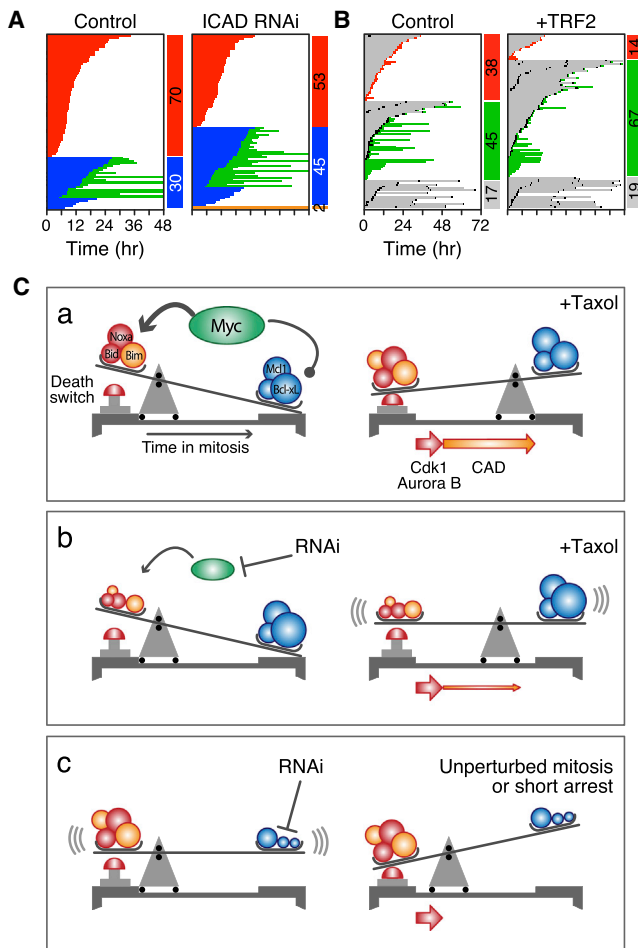 A
Control
ICAD RNAi
70
30
53
45
2
0 12 24 36 48
Time (hr)
B
Control
+TRF2
38
45
17
14
67
19
0 24 48 72
Time (hr)
C
a
Myc
+Taxol
Noxa
Bid
Bim
Mcl1
Bcl-xL
Death
switch
Time in mitosis
Cdk1
Aurora B
CAD
b
RNAi
+Taxol
c
RNAi
Unperturbed mitosis
or short arrest